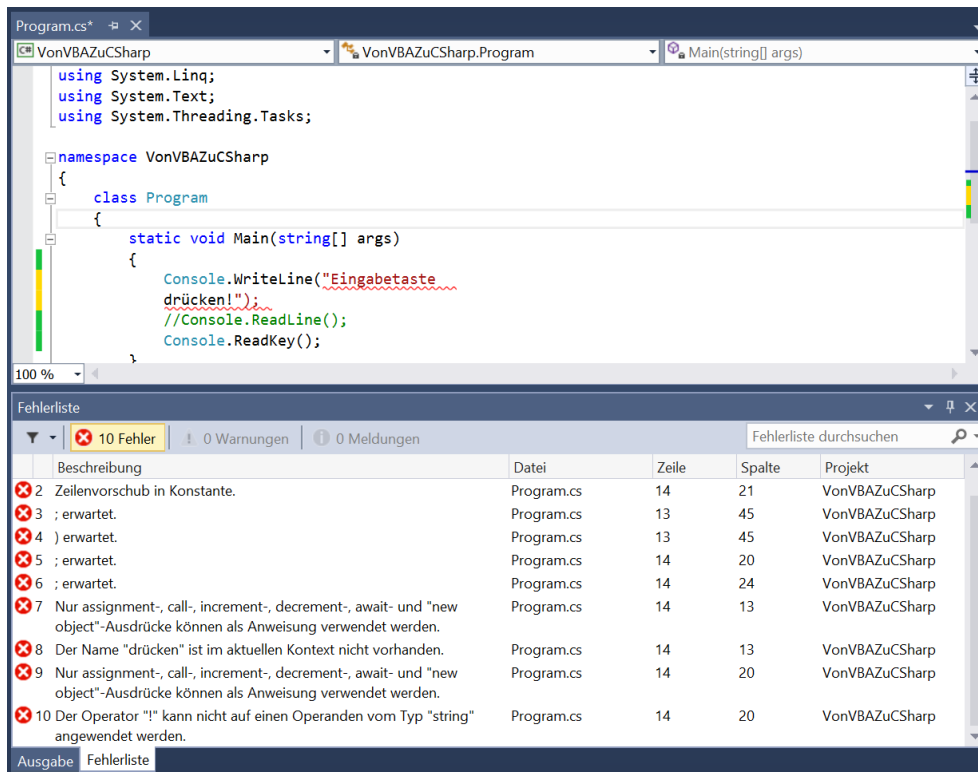 Program.cs*
C# VonVBAZuCSharp VonVBAZuCSharp.Program Main(string[] args)
using System.Linq;
using System.Text;
using System.Threading.Tasks;
namespace VonVBAZuCSharp
{
class Program
{
static void Main(string[] args)
{
Console.WriteLine("Eingabetaste
drücken!");
//Console.ReadLine();
Console.ReadKey();
}
100 %
Fehlerliste
10 Fehler 0 Warnungen 0 Meldungen Fehlerliste durchsuchen
Beschreibung Datei Zeile Spalte Projekt
2 Zeilenvorschub in Konstante. Program.cs 14 21 VonVBAZuCSharp
3 ; erwartet. Program.cs 13 45 VonVBAZuCSharp
4 ) erwartet. Program.cs 13 45 VonVBAZuCSharp
5 ; erwartet. Program.cs 14 20 VonVBAZuCSharp
6 ; erwartet. Program.cs 14 24 VonVBAZuCSharp
7 Nur assignment-, call-, increment-, decrement-, await- und "new Program.cs 14 13 VonVBAZuCSharp
object"-Ausdrücke können als Anweisung verwendet werden.
8 Der Name "drücken" ist im aktuellen Kontext nicht vorhanden. Program.cs 14 13 VonVBAZuCSharp
9 Nur assignment-, call-, increment-, decrement-, await- und "new Program.cs 14 20 VonVBAZuCSharp
object"-Ausdrücke können als Anweisung verwendet werden.
10 Der Operator "!" kann nicht auf einen Operanden vom Typ "string" Program.cs 14 20 VonVBAZuCSharp
angewendet werden.
Ausgabe Fehlerliste